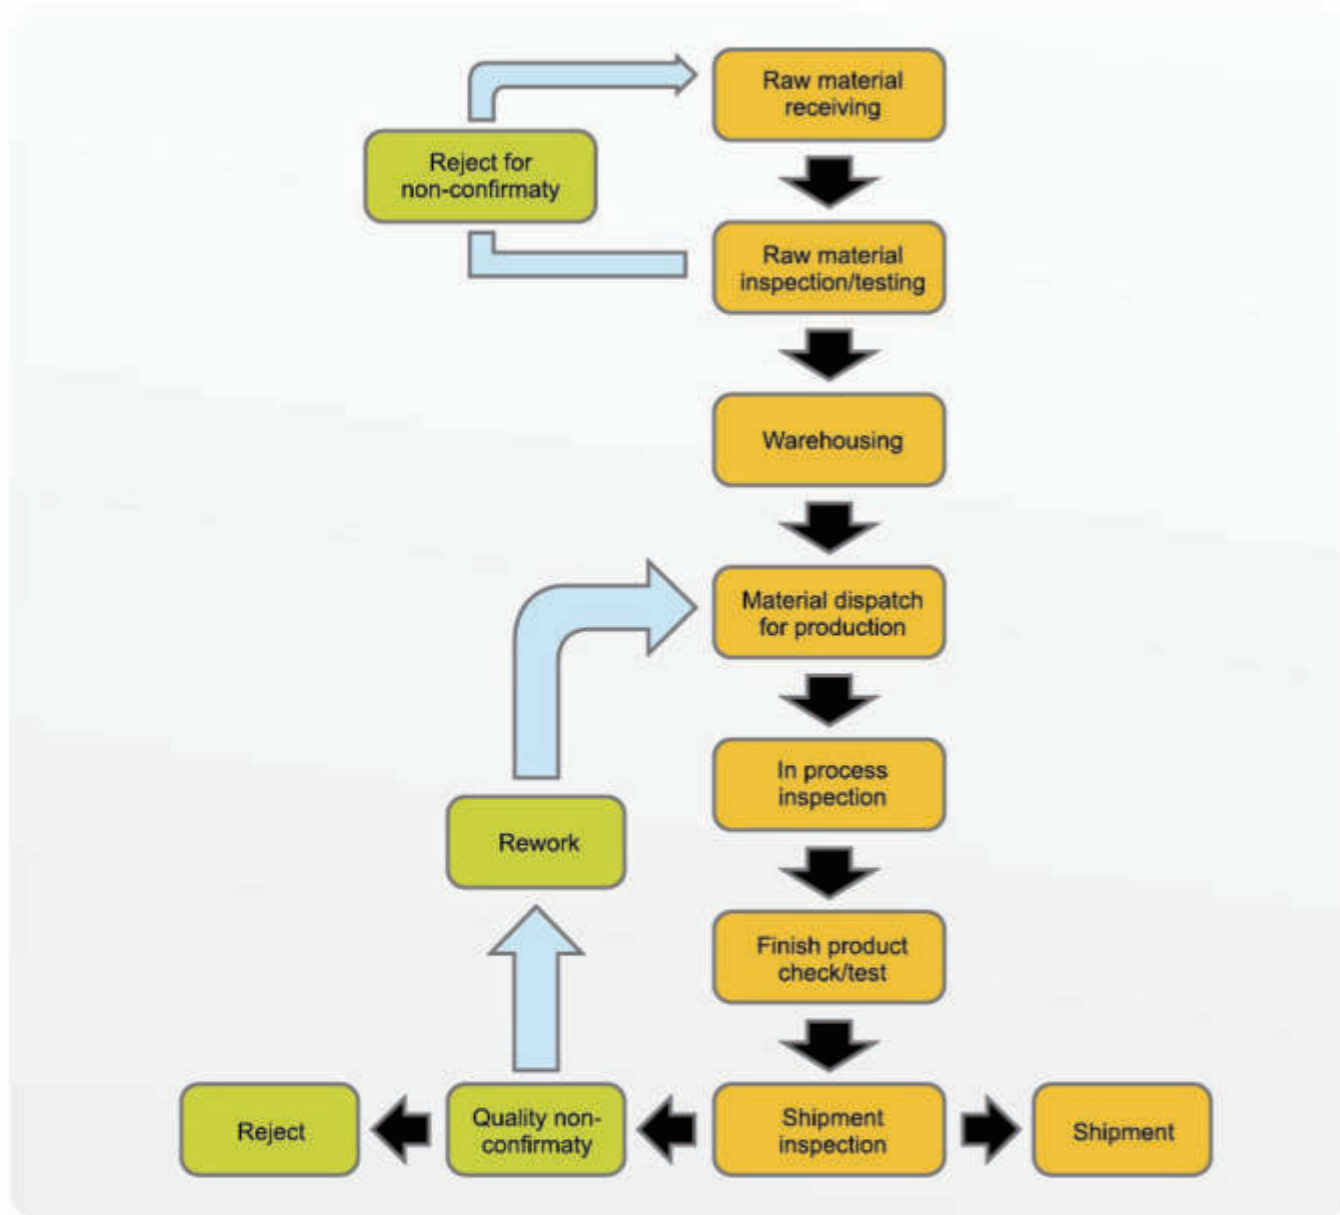 Raw material
receiving
Reject for
non-confirmaty
Raw material
inspection/testing
Warehousing
Material dispatch
for production
In process
inspection
Rework
Finish product
check/test
Reject
Quality non-
confirmaty
Shipment
inspection
Shipment